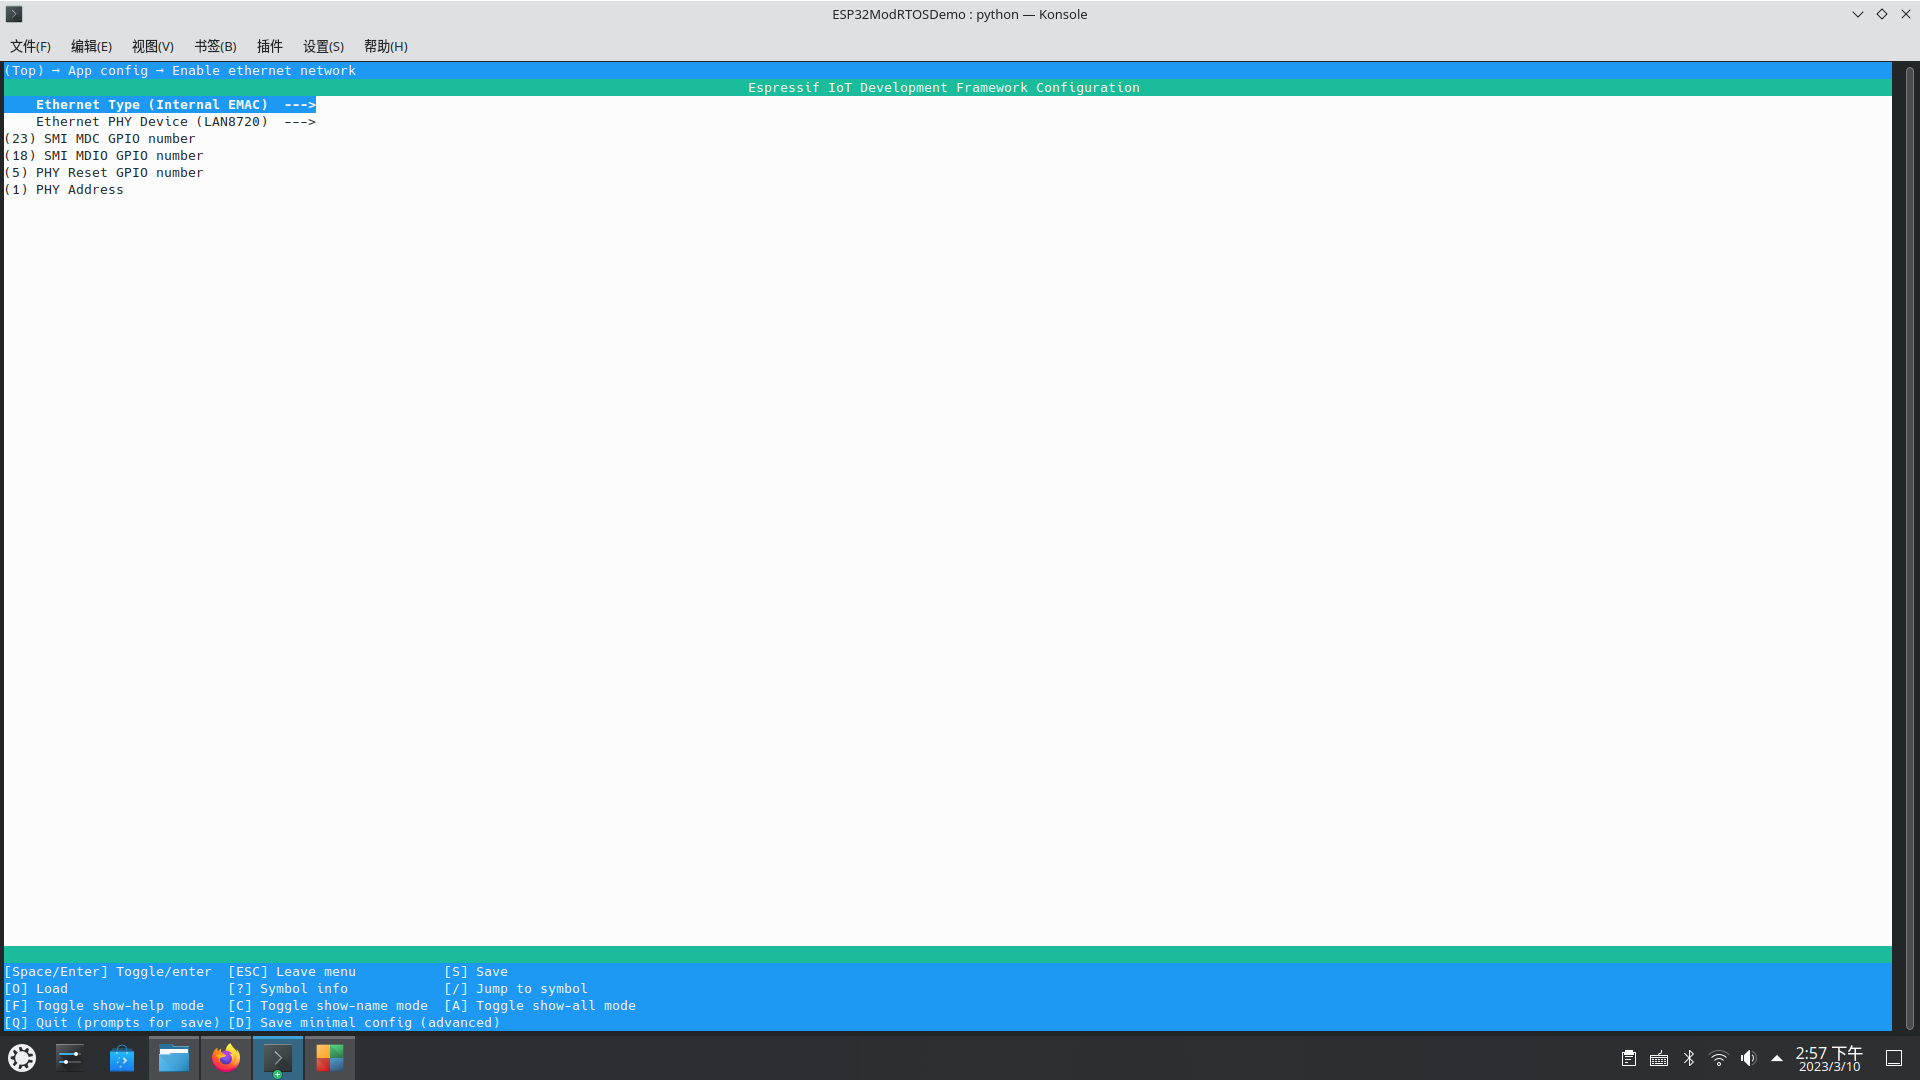 ESP32ModRTOSDemo : python — Konsole
文件(F) 编辑(E) 视图(V) 书签(B) 插件 设置(S) 帮助(H)
(Top) → App config → Enable ethernet network
Espressif IoT Development Framework Configuration
Ethernet Type (Internal EMAC)  --->
Ethernet PHY Device (LAN8720)  --->
(23) SMI MDC GPIO number
(18) SMI MDIO GPIO number
(5) PHY Reset GPIO number
(1) PHY Address
[Space/Enter] Toggle/enter  [ESC] Leave menu           [S] Save
[O] Load                    [?] Symbol info            [/] Jump to symbol
[F] Toggle show-help mode   [C] Toggle show-name mode  [A] Toggle show-all mode
[Q] Quit (prompts for save) [D] Save minimal config (advanced)
2:57 下午
2023/3/10